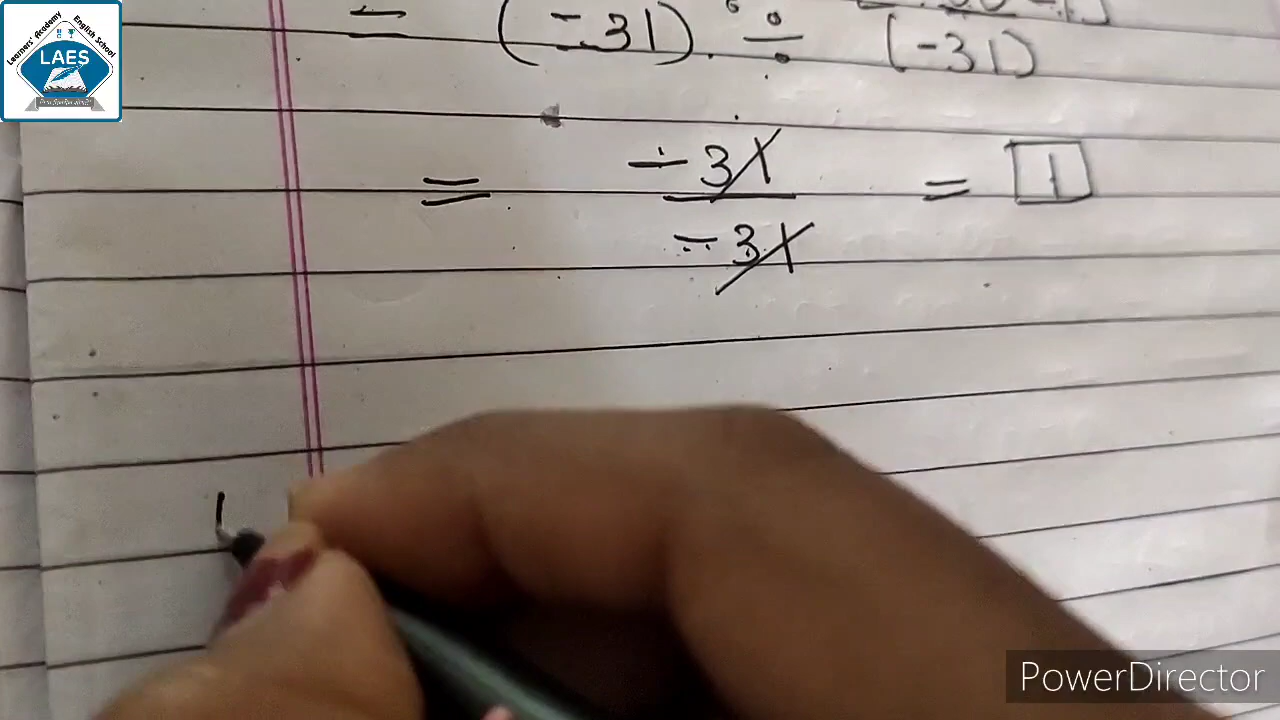 Learners' Academy English School
LAES
= (-31) ÷ (-31)
= -31 = 1
-31
PowerDirector